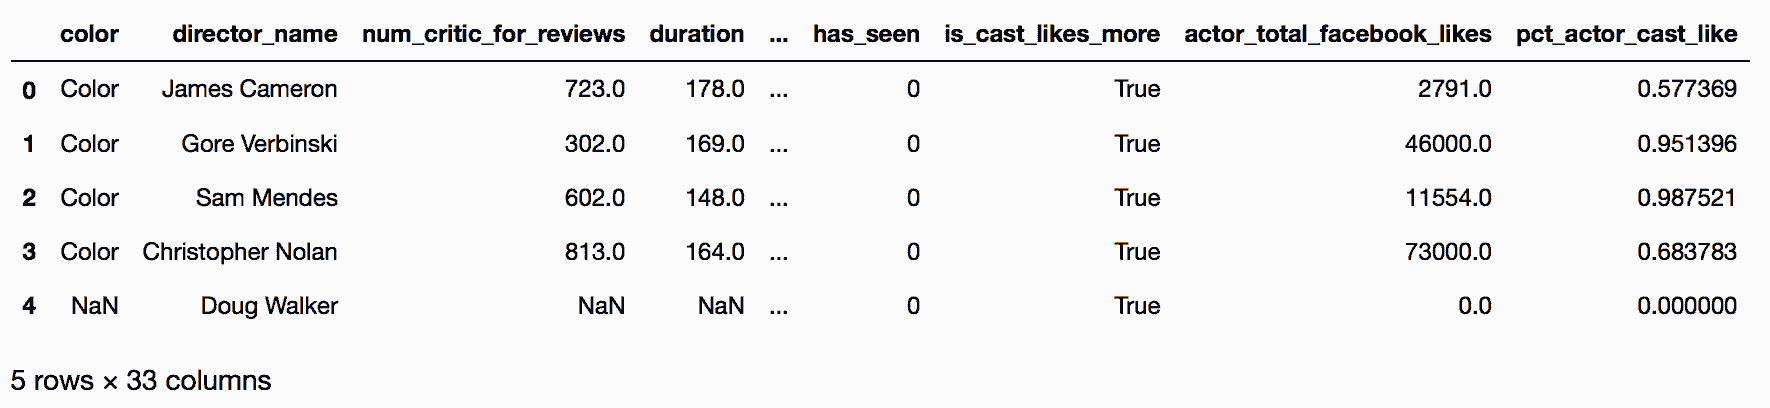 color director_name num_critic_for_reviews duration ... has_seen is_cast_likes_more actor_total_facebook_likes pct_actor_cast_like
0 Color James Cameron 723.0 178.0 ... 0 True 2791.0 0.577369
1 Color Gore Verbinski 302.0 169.0 ... 0 True 46000.0 0.951396
2 Color Sam Mendes 602.0 148.0 ... 0 True 11554.0 0.987521
3 Color Christopher Nolan 813.0 164.0 ... 0 True 73000.0 0.683783
4 NaN Doug Walker NaN NaN ... 0 True 0.0 0.000000
5 rows × 33 columns